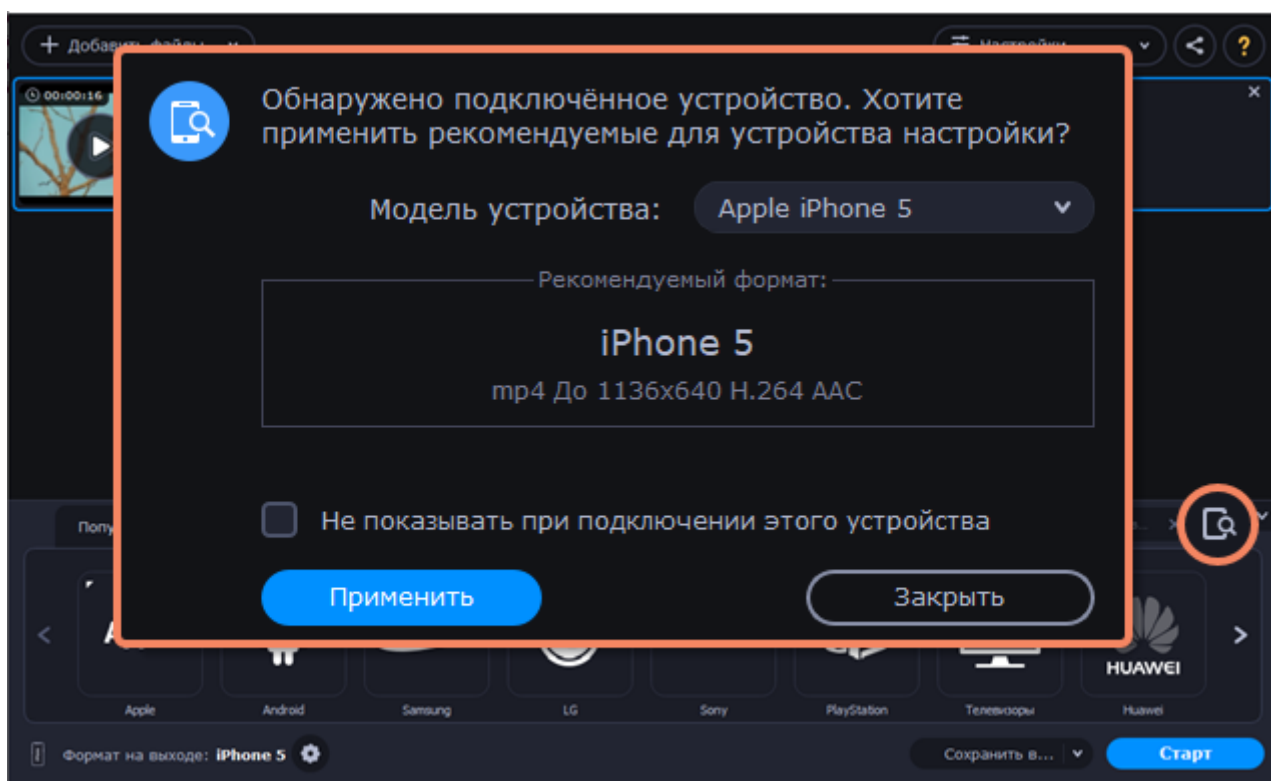 + Добавить файлы
Настройки
?
00:00:16
Обнаружено подключённое устройство. Хотите
применить рекомендуемые для устройства настройки?
Модель устройства: Apple iPhone 5
Рекомендуемый формат:
iPhone 5
mp4 До 1136x640 H.264 AAC
Не показывать при подключении этого устройства
Применить Закрыть
HUAWEI
Apple Android Samsung LG Sony PlayStation Телевизоры Huawei
Формат на выходе: iPhone 5 Сохранить в... Старт